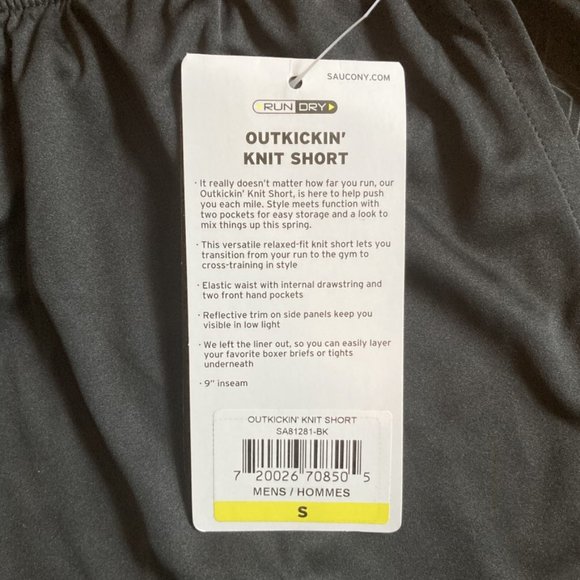 SAUCONY.COM
RUN DRY
OUTKICKIN'
KNIT SHORT
· It really doesn't matter how far you run, our
Outkickin' Knit Short, is here to help push
you each mile. Style meets function with
two pockets for easy storage and a look to
mix things up this spring.
· This versatile relaxed-fit knit short lets you
transition from your run to the gym to
cross-training in style
· Elastic waist with internal drawstring and
two front hand pockets
· Reflective trim on side panels keep you
visible in low light
· We left the liner out, so you can easily layer
your favorite boxer briefs or tights
underneath
· 9" inseam
OUTKICKIN' KNIT SHORT
SA81281-BK
7 20026 70850 5
MENS / HOMMES
S